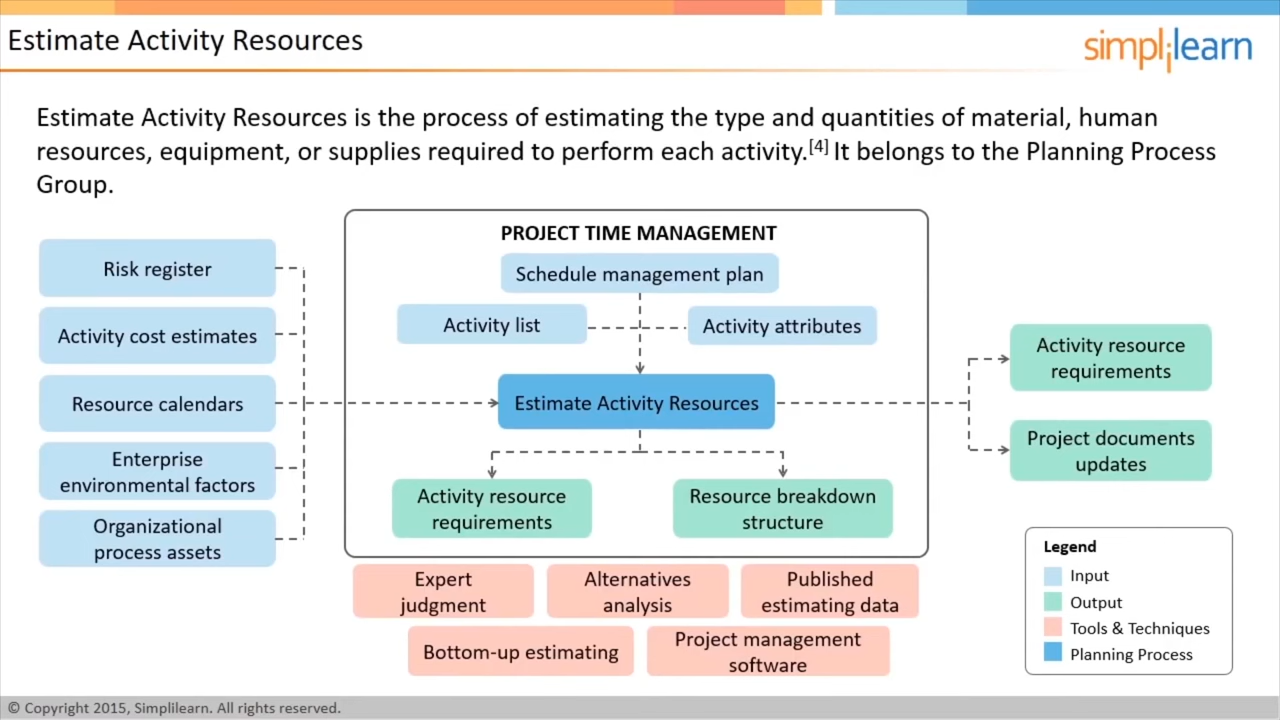 Estimate Activity Resources
simplilearn
Estimate Activity Resources is the process of estimating the type and quantities of material, human
resources, equipment, or supplies required to perform each activity.[4] It belongs to the Planning Process
Group.
PROJECT TIME MANAGEMENT
Schedule management plan
Activity list
Activity attributes
Risk register
Activity cost estimates
Resource calendars
Enterprise
environmental factors
Organizational
process assets
Estimate Activity Resources
Activity resource
requirements
Resource breakdown
structure
Activity resource
requirements
Project documents
updates
Expert
judgment
Alternatives
analysis
Published
estimating data
Bottom-up estimating
Project management
software
Legend
Input
Output
Tools & Techniques
Planning Process
© Copyright 2015, Simplilearn. All rights reserved.